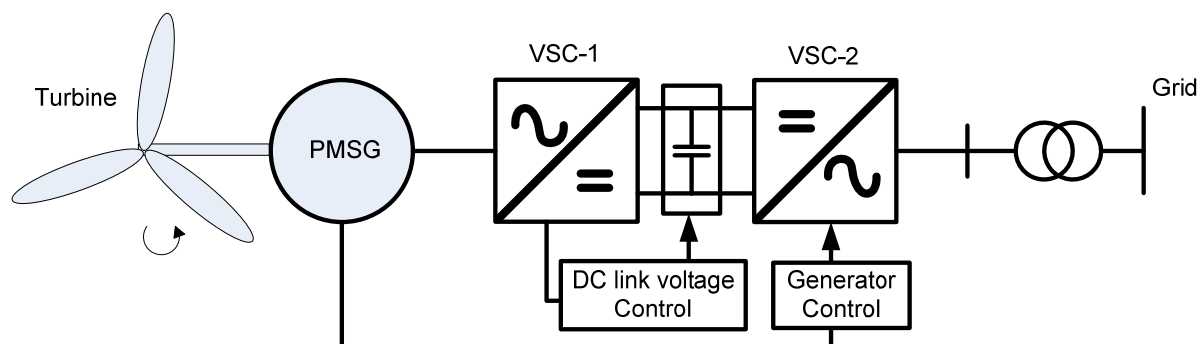 VSC-1
VSC-2
Grid
Turbine
PMSG
DC link voltage
Control
Generator
Control